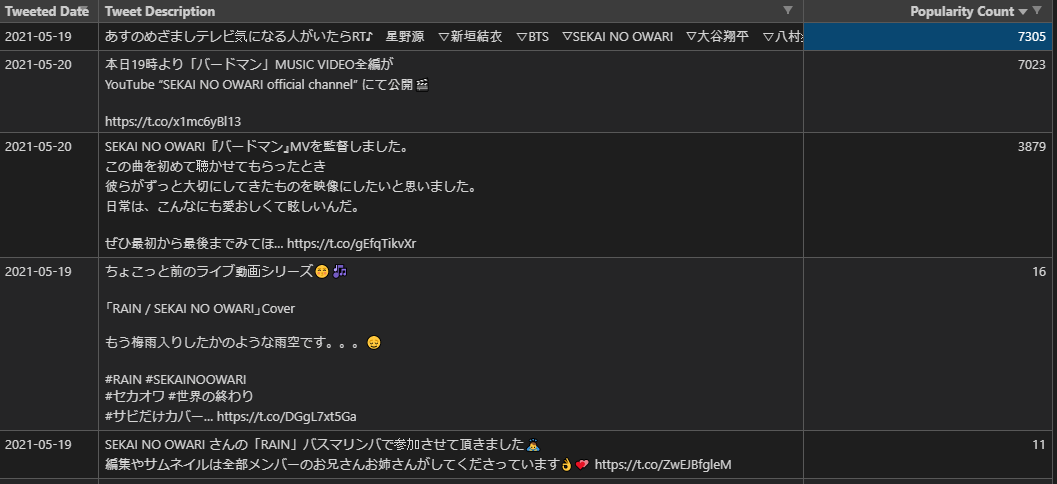 Tweeted Date Tweet Description Popularity Count
2021-05-19 あすのめざましテレビ気になる人がいたらRT♪ 星野源 ▽新垣結衣 ▽BTS ▽SEKAI NO OWARI ▽大谷翔平 ▽八村 7305
2021-05-20 本日19時より「バードマン」MUSIC VIDEO全編が 7023
YouTube “SEKAI NO OWARI official channel” にて公開🎬
https://t.co/x1mc6yBl13
2021-05-20 SEKAI NO OWARI『バードマン』MVを監督しました。 3879
この曲を初めて聴かせてもらったとき
彼らがずっと大切にしてきたものを映像にしたいと思いました。
日常は、こんなにも愛おしくて眩しいんだ。
ぜひ最初から最後までみてほ... https://t.co/gEfqTikvXr
2021-05-19 ちょこっと前のライブ動画シリーズ😁🎶 16
「RAIN / SEKAI NO OWARI」Cover
もう梅雨入りしたかのような雨空です。。。😔
#RAIN #SEKAINOOWARI
#セカオワ #世界の終わり
#サビだけカバー... https://t.co/DGgL7xt5Ga
2021-05-19 SEKAI NO OWARI さんの「RAIN」バスマリンバで参加させて頂きました🙇 11
編集やサムネイルは全部メンバーのお兄さんお姉さんがしてくださっています👌💖 https://t.co/ZwEJBfgleM